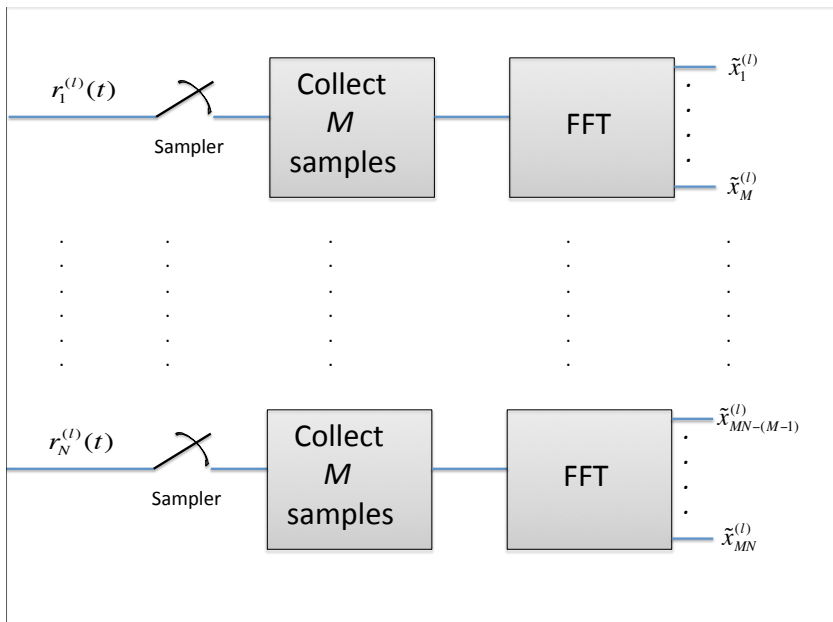 r_1^{(l)}(t)
Sampler
Collect
M
samples
FFT
x̃_1^{(l)}
x̃_M^{(l)}
r_N^{(l)}(t)
Sampler
Collect
M
samples
FFT
x̃_{MN-(M-1)}^{(l)}
x̃_{MN}^{(l)}